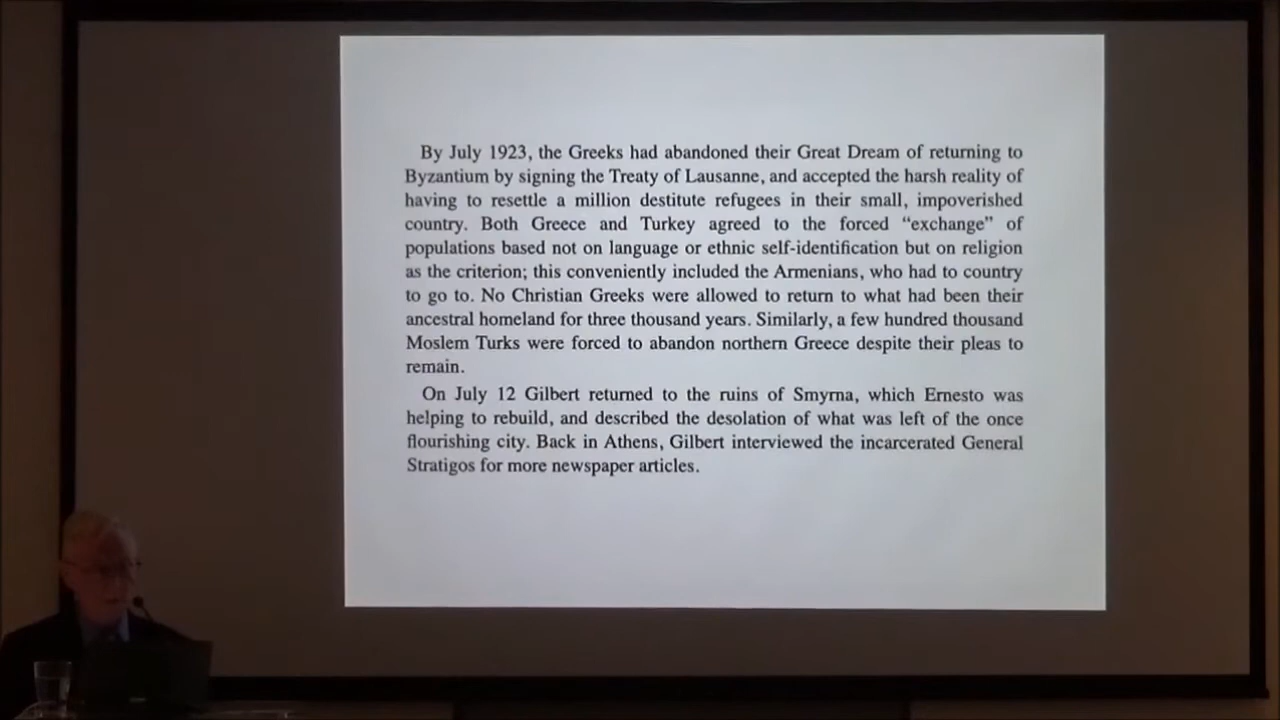 By July 1923, the Greeks had abandoned their Great Dream of returning to
Byzantium by signing the Treaty of Lausanne, and accepted the harsh reality of
having to resettle a million destitute refugees in their small, impoverished
country. Both Greece and Turkey agreed to the forced “exchange” of
populations based not on language or ethnic self-identification but on religion
as the criterion; this conveniently included the Armenians, who had to country
to go to. No Christian Greeks were allowed to return to what had been their
ancestral homeland for three thousand years. Similarly, a few hundred thousand
Moslem Turks were forced to abandon northern Greece despite their pleas to
remain.
On July 12 Gilbert returned to the ruins of Smyrna, which Ernesto was
helping to rebuild, and described the desolation of what was left of the once
flourishing city. Back in Athens, Gilbert interviewed the incarcerated General
Stratigos for more newspaper articles.